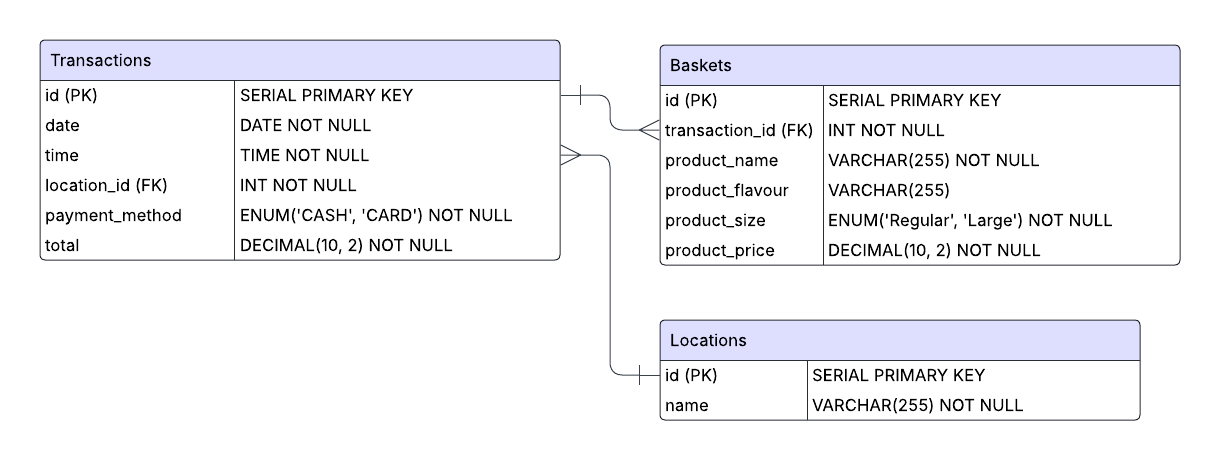 Transactions
id (PK) SERIAL PRIMARY KEY
date DATE NOT NULL
time TIME NOT NULL
location_id (FK) INT NOT NULL
payment_method ENUM('CASH', 'CARD') NOT NULL
total DECIMAL(10, 2) NOT NULL
Baskets
id (PK) SERIAL PRIMARY KEY
transaction_id (FK) INT NOT NULL
product_name VARCHAR(255) NOT NULL
product_flavour VARCHAR(255)
product_size ENUM('Regular', 'Large') NOT NULL
product_price DECIMAL(10, 2) NOT NULL
Locations
id (PK) SERIAL PRIMARY KEY
name VARCHAR(255) NOT NULL